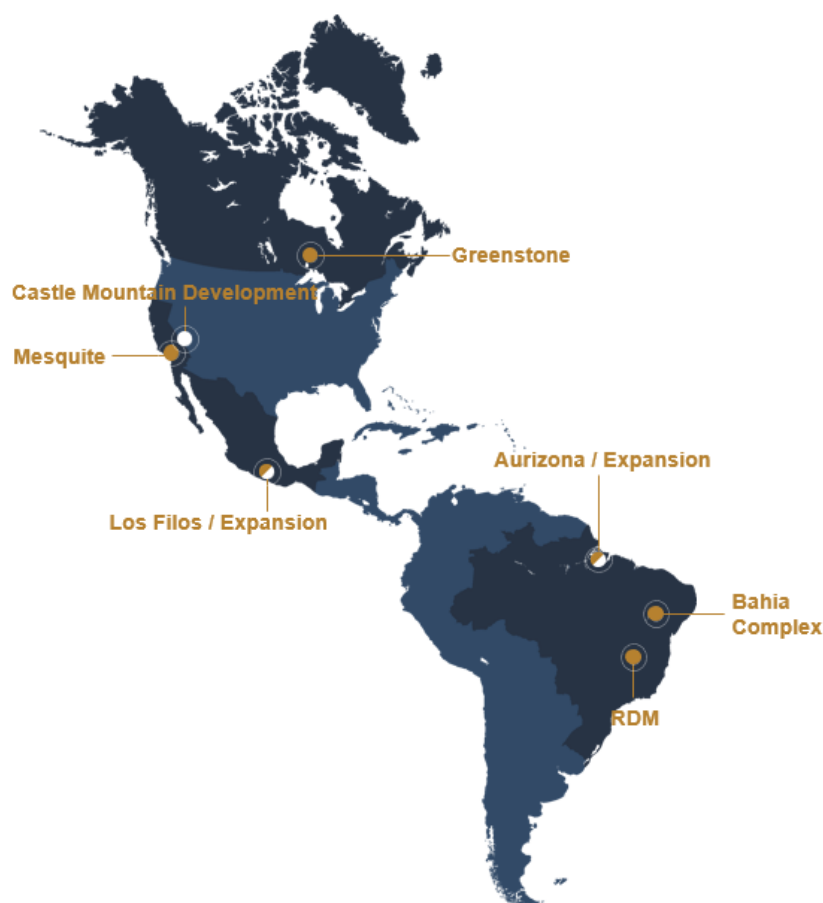 Greenstone
Castle Mountain Development
Mesquite
Aurizona / Expansion
Los Filos / Expansion
Bahia
Complex
RDM